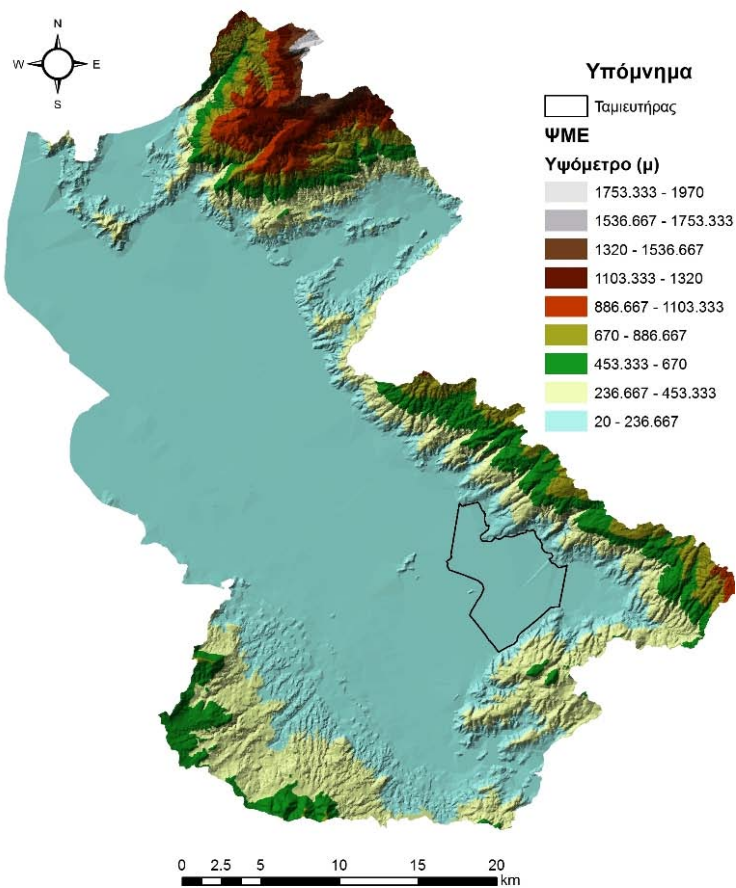 N
W E
S
Υπόμνημα
Ταμιευτήρας
ΨΜΕ
Υψόμετρο (μ)
1753.333 - 1970
1536.667 - 1753.333
1320 - 1536.667
1103.333 - 1320
886.667 - 1103.333
670 - 886.667
453.333 - 670
236.667 - 453.333
20 - 236.667
0 2.5 5 10 15 20
km